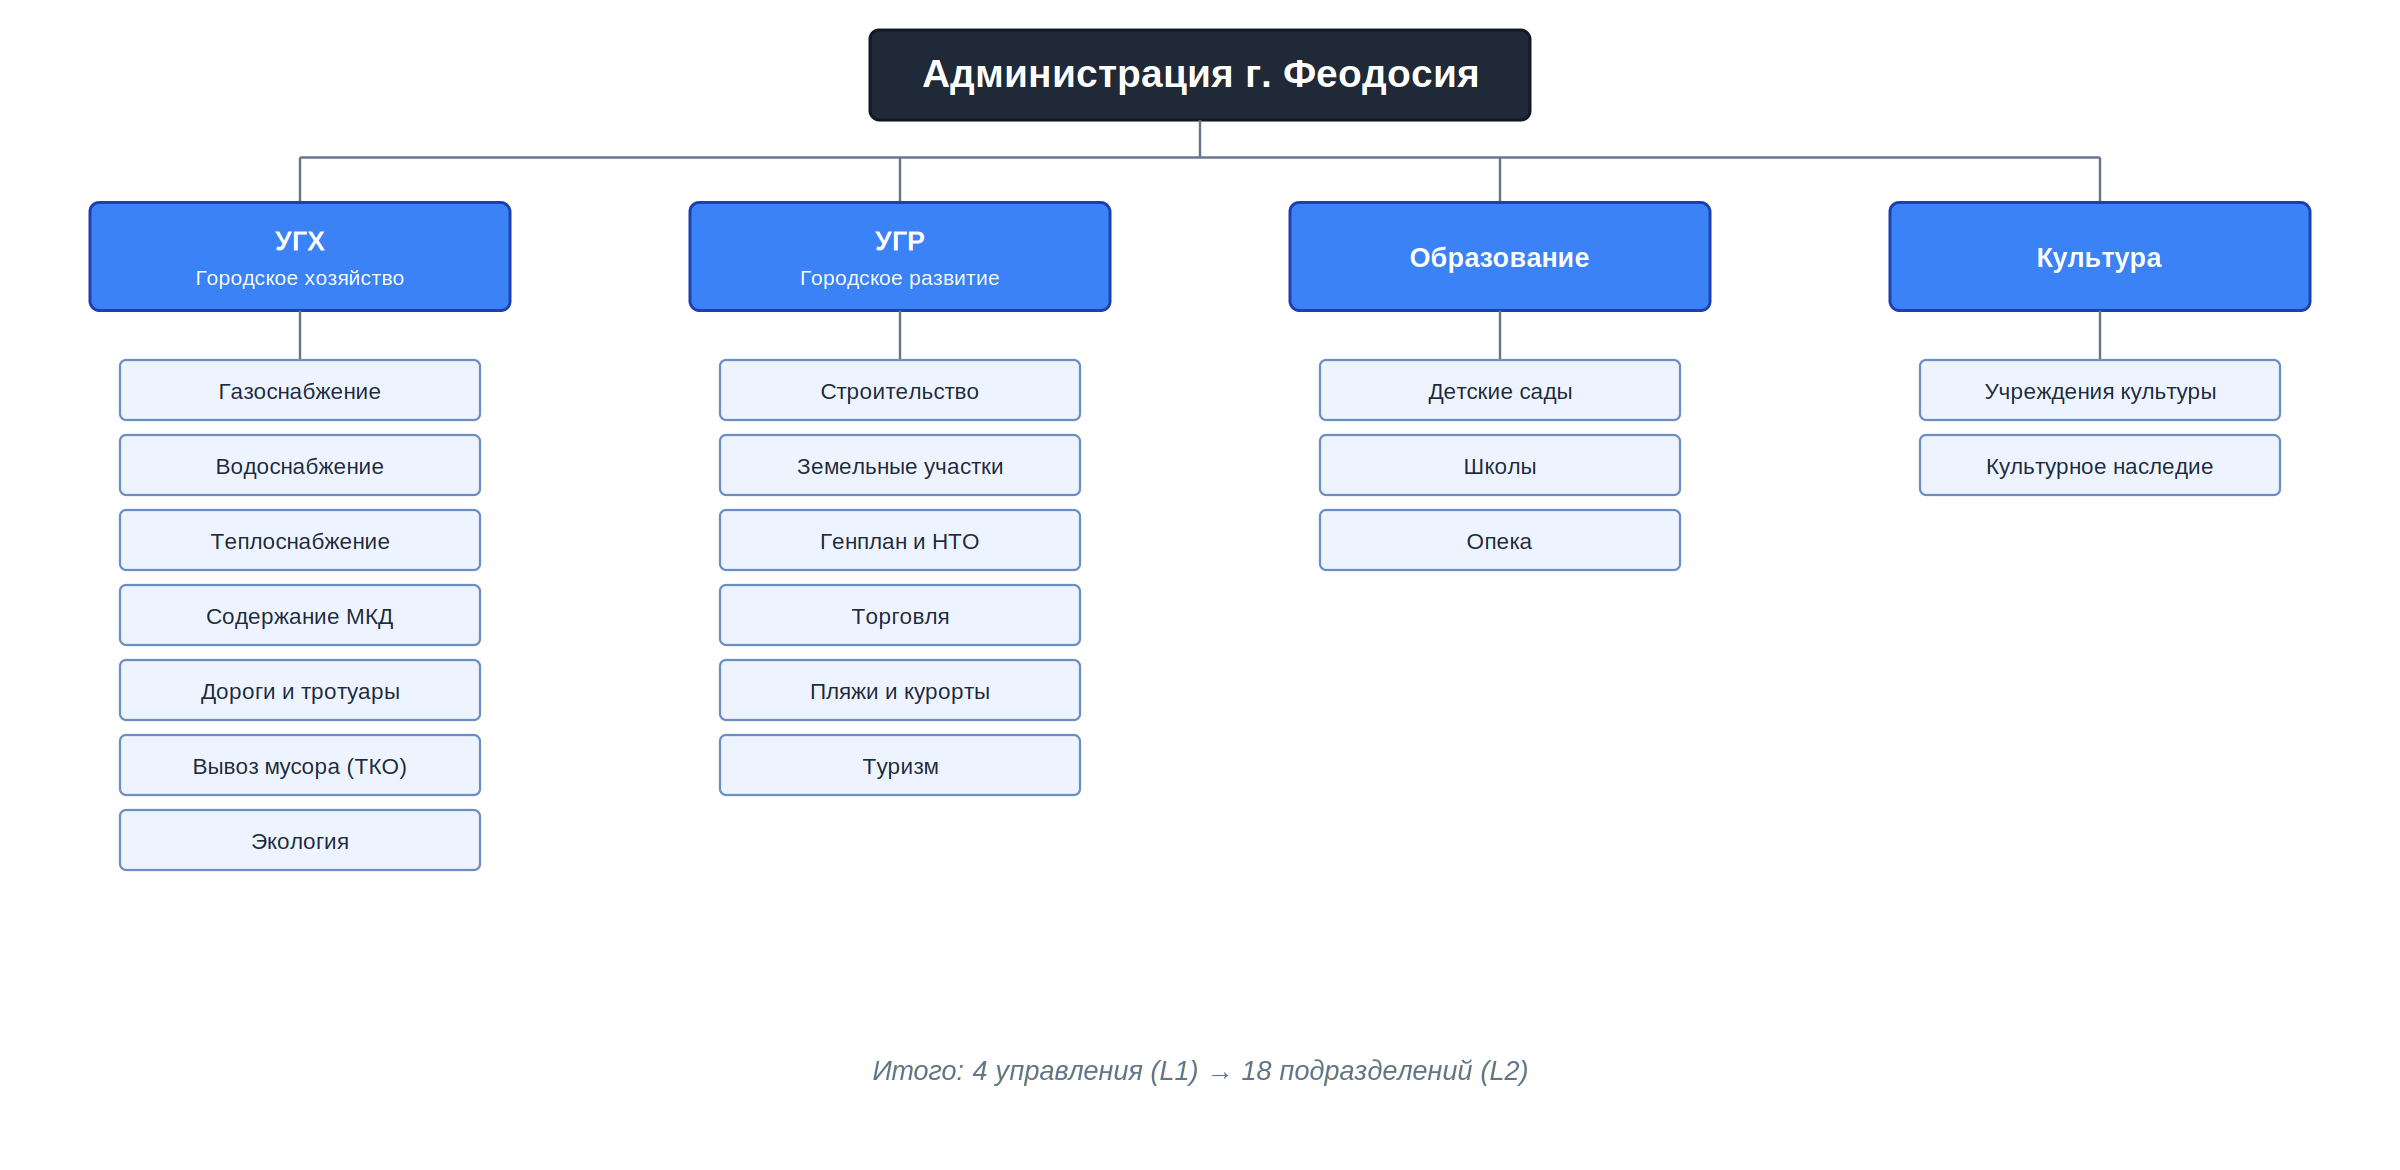 Администрация г. Феодосия
УГХ
Городское хозяйство
УГР
Городское развитие
Образование
Культура
Газоснабжение
Водоснабжение
Теплоснабжение
Содержание МКД
Дороги и тротуары
Вывоз мусора (ТКО)
Экология
Строительство
Земельные участки
Генплан и НТО
Торговля
Пляжи и курорты
Туризм
Детские сады
Школы
Опека
Учреждения культуры
Культурное наследие
Итого: 4 управления (L1) → 18 подразделений (L2)